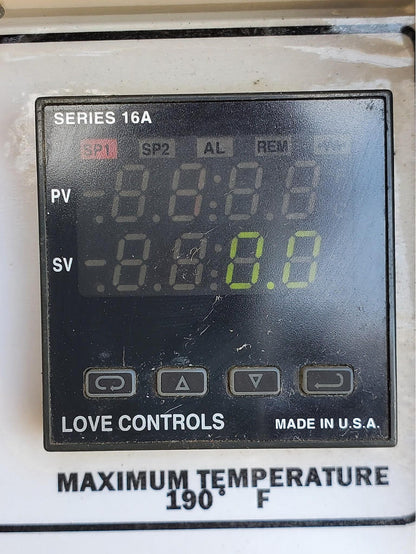 SERIES 16A
SP1 SP2 AL REM
PV
SV 0.0
LOVE CONTROLS MADE IN U.S.A.
MAXIMUM TEMPERATURE
190° F